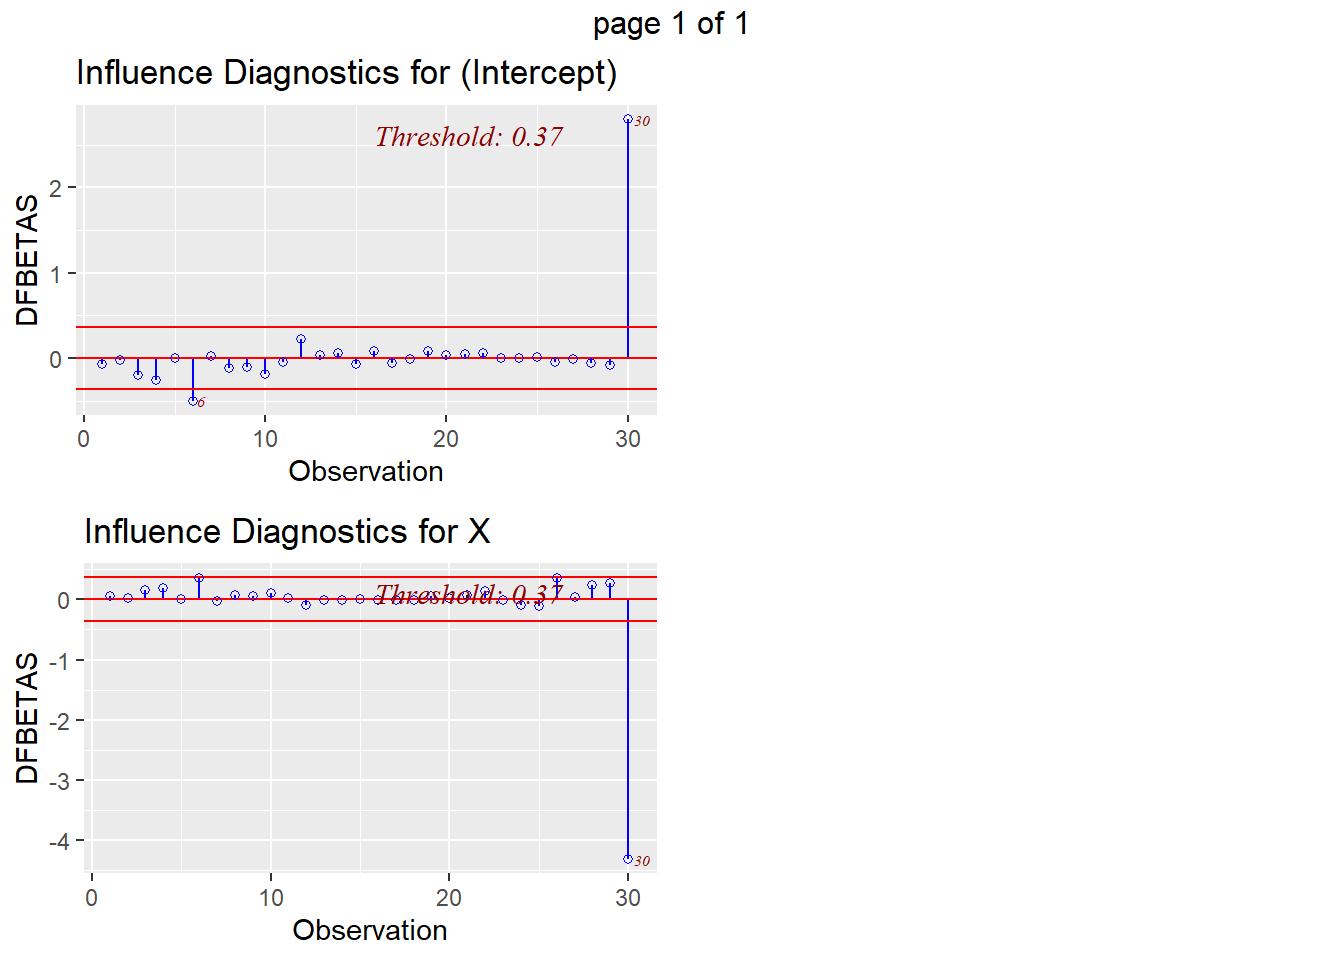 page 1 of 1
Influence Diagnostics for (Intercept)
Threshold: 0.37
30
2
1
0
6
DFBETAS
0 10 20 30
Observation
Influence Diagnostics for X
Threshold: 0.37
0
-1
-2
-3
-4
30
DFBETAS
0 10 20 30
Observation